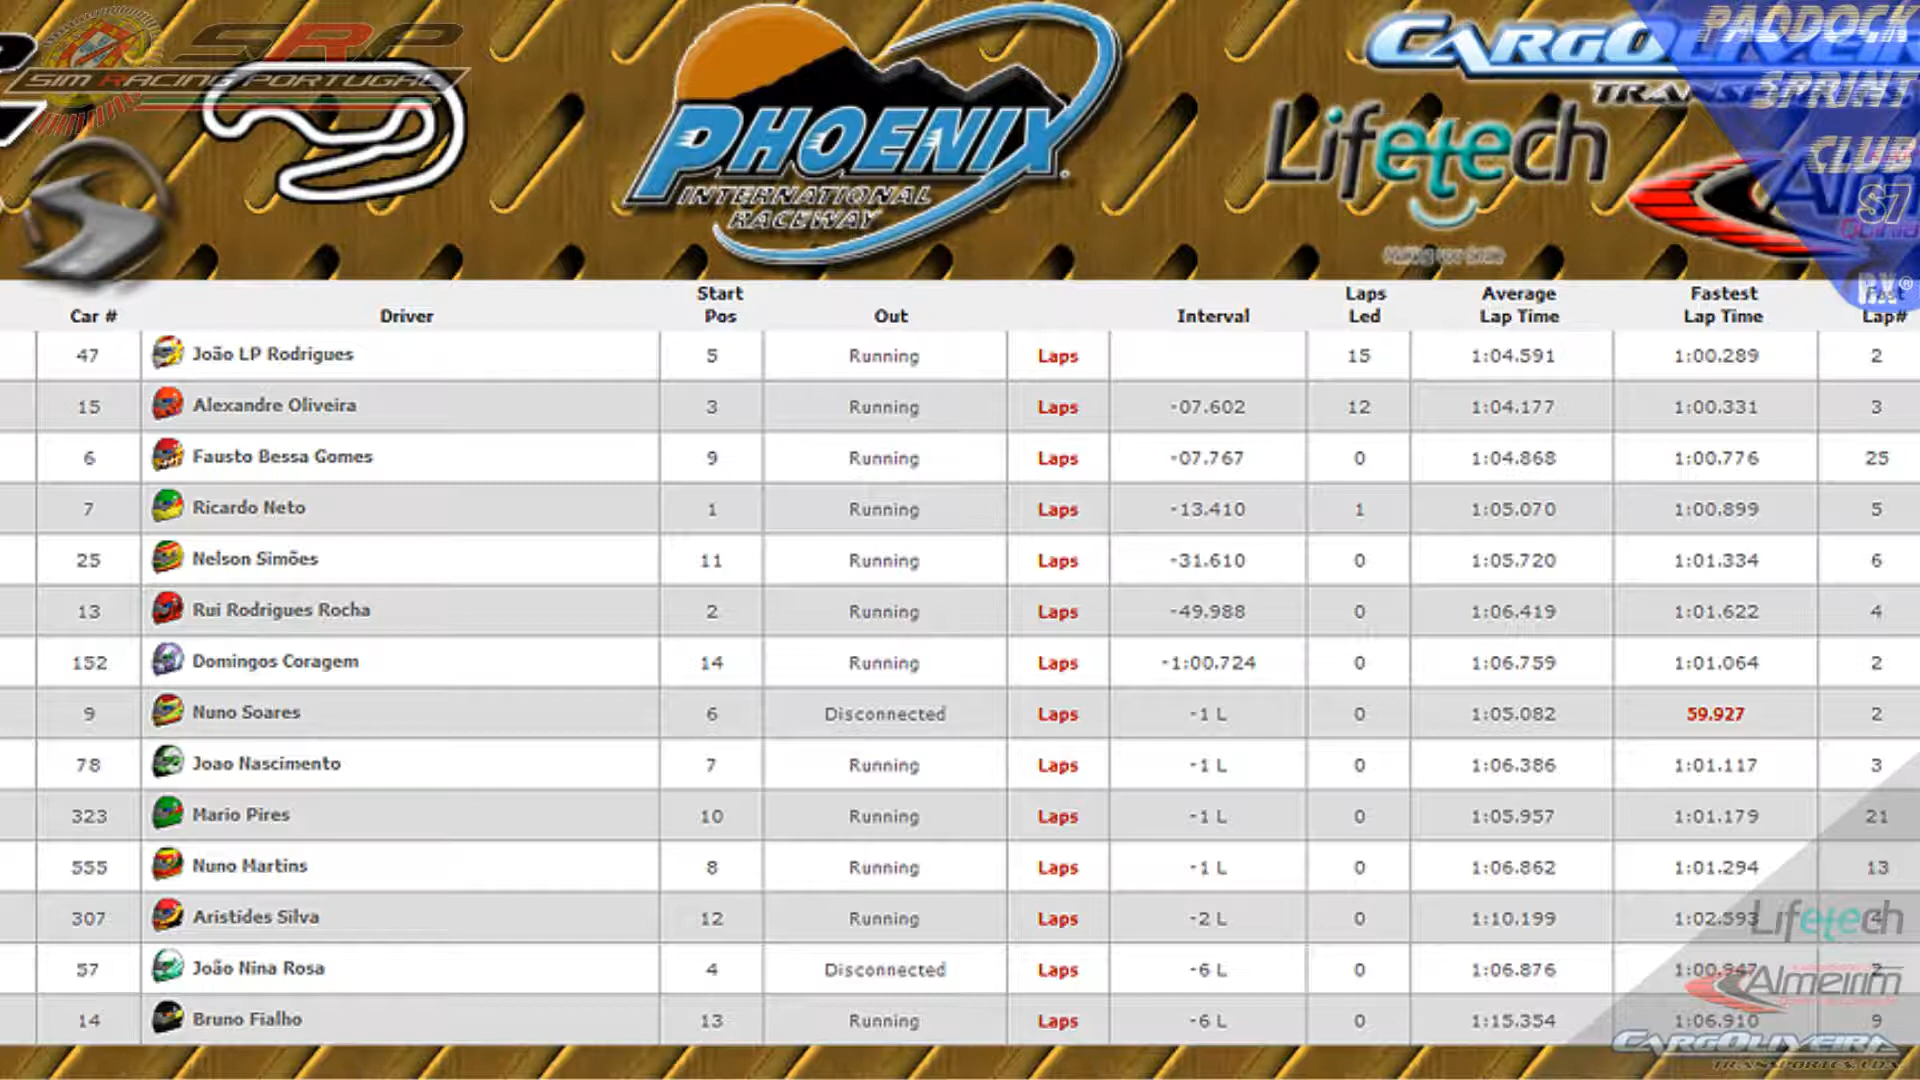 SRP
SIM RACING PORTUGAL
PHOENIX
INTERNATIONAL
RACEWAY
CARGOLIVEIR
Lifetech
PADDOCK
SPRINT
CLUB
S7
Car # Driver Start Pos Out Interval Laps Led Average Lap Time Fastest Lap Time Fast Lap#
47 João LP Rodrigues 5 Running Laps 15 1:04.591 1:00.289 2
15 Alexandre Oliveira 3 Running Laps -07.602 12 1:04.177 1:00.331 3
6 Fausto Bessa Gomes 9 Running Laps -07.767 0 1:04.868 1:00.776 25
7 Ricardo Neto 1 Running Laps -13.410 1 1:05.070 1:00.899 5
25 Nelson Simões 11 Running Laps -31.610 0 1:05.720 1:01.334 6
13 Rui Rodrigues Rocha 2 Running Laps -49.988 0 1:06.419 1:01.622 4
152 Domingos Coragem 14 Running Laps -1:00.724 0 1:06.759 1:01.064 2
9 Nuno Soares 6 Disconnected Laps -1 L 0 1:05.082 59.927 2
78 Joao Nascimento 7 Running Laps -1 L 0 1:06.386 1:01.117 3
323 Mario Pires 10 Running Laps -1 L 0 1:05.957 1:01.179 21
555 Nuno Martins 8 Running Laps -1 L 0 1:06.862 1:01.294 13
307 Aristides Silva 12 Running Laps -2 L 0 1:10.199 1:02.593 4
57 João Nina Rosa 4 Disconnected Laps -6 L 0 1:06.876 1:00.947 2
14 Bruno Fialho 13 Running Laps -6 L 0 1:15.354 1:06.910 9
Lifetech
Almeirim
CARGOLIVEIRA
TRANSPORTES LDA